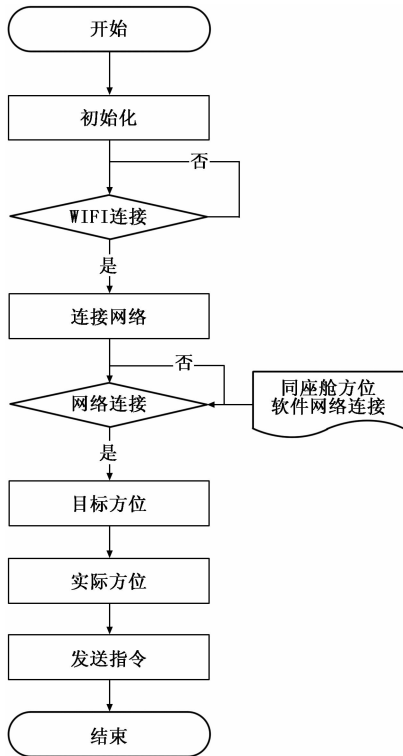 开始
初始化
否
WIFI连接
是
连接网络
否
网络连接
同座舱方位
软件网络连接
是
目标方位
实际方位
发送指令
结束